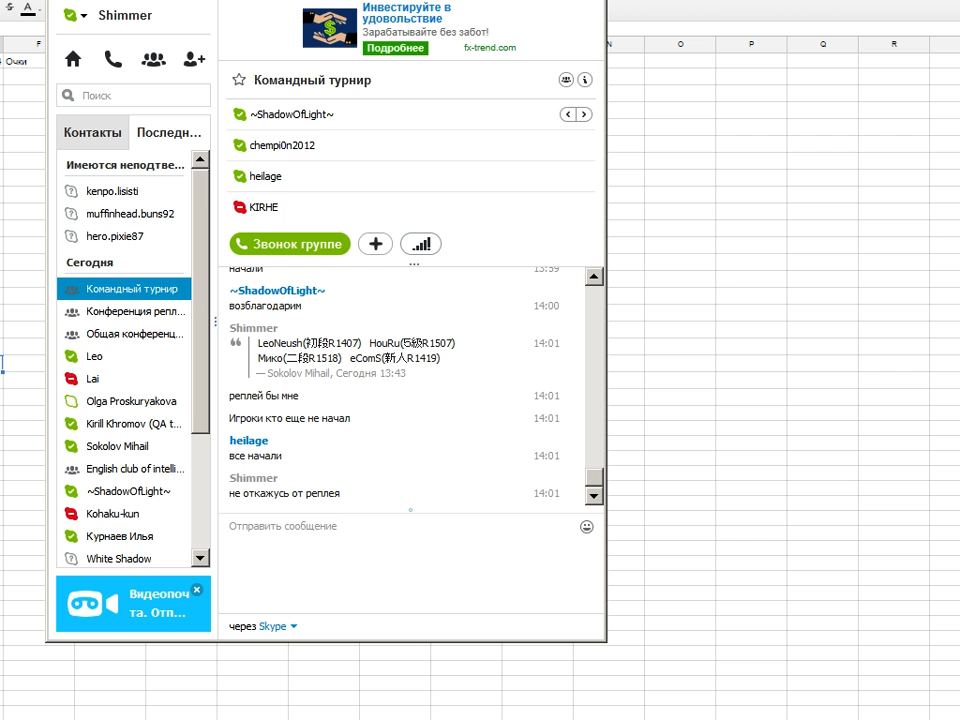 Shimmer
Инвестируйте в
удовольствие
Зарабатывайте без забот!
Подробнее
fx-trend.com
F
N
O
P
Q
R
Очки
Командный турнир
Поиск
Контакты
Последн...
~ShadowOfLight~
chempi0n2012
heilage
KIRHE
Звонок группе
Имеются неподтве...
kenpo.lisisti
muffinhead.buns92
hero.pixie87
Сегодня
Командный турнир
Конференция репл...
Общая конференц...
Leo
Lai
Olga Proskuryakova
Kirill Khromov (QA t...
Sokolov Mihail
English club of intelli...
~ShadowOfLight~
Kohaku-kun
Курнаев Илья
White Shadow
Видеопоч
та. Отп...
начали 13:59
~ShadowOfLight~
возблагодарим 14:00
Shimmer
LeoNeush(初段R1407) HouRu(5級R1507) 14:01
Мико(二段R1518) eComS(新人R1419)
— Sokolov Mihail, Сегодня 13:43
реплей бы мне 14:01
Игроки кто еще не начал 14:01
heilage
все начали 14:01
Shimmer
не откажусь от реплея 14:01
Отправить сообщение
через Skype